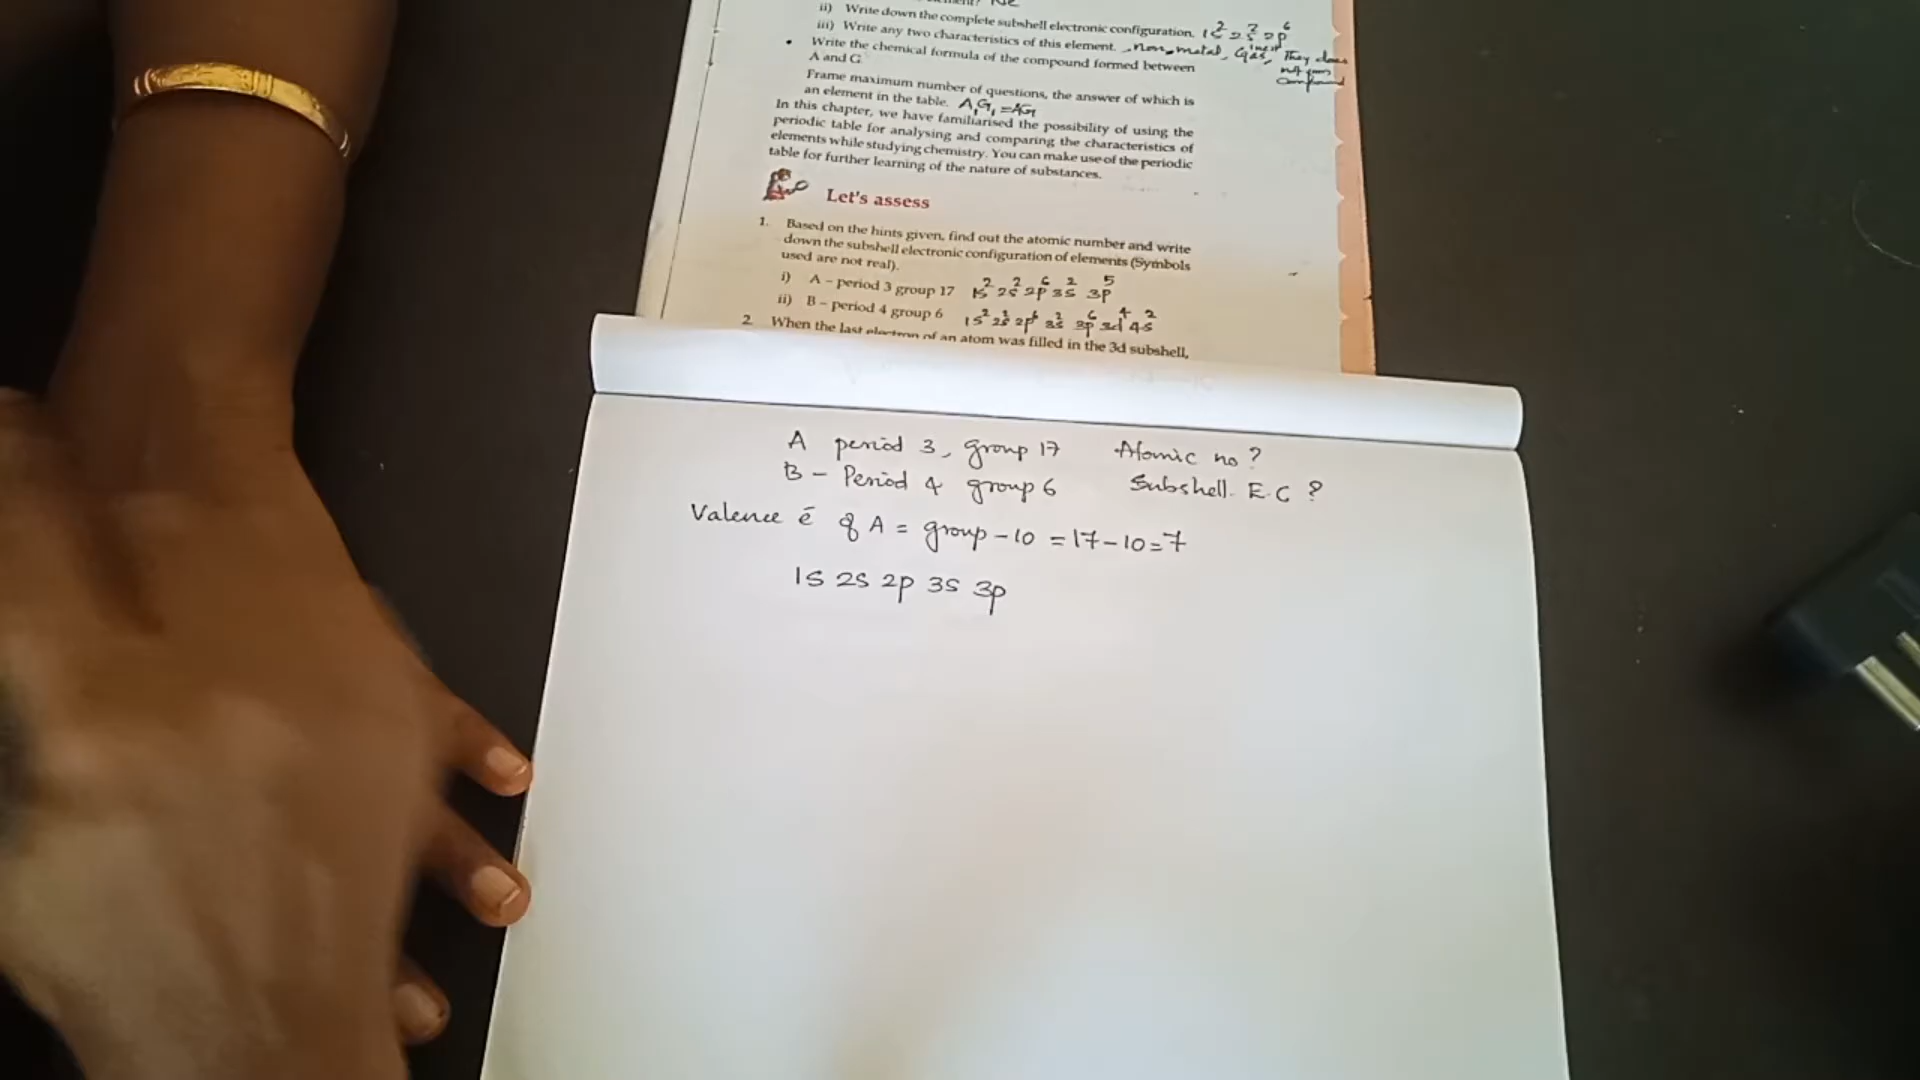 ii) Write down the complete subshell electronic configuration. 1s² 2s² 2p⁶
iii) Write any two characteristics of this element. non-metal, Gas, inert They does
not form
compound
• Write the chemical formula of the compound formed between
A and G.
Frame maximum number of questions, the answer of which is
an element in the table. A₁G₁ = AG
In this chapter, we have familiarised the possibility of using the
periodic table for analysing and comparing the characteristics of
elements while studying chemistry. You can make use of the periodic
table for further learning of the nature of substances.
Let's assess
1. Based on the hints given, find out the atomic number and write
down the subshell electronic configuration of elements (Symbols
used are not real).
i) A – period 3 group 17 1s² 2s² 2p⁶ 3s² 3p⁵
ii) B – period 4 group 6 1s² 2s² 2p⁶ 3s² 3p⁶ 3d⁴ 4s²
2. When the last electron of an atom was filled in the 3d subshell,
A period 3, group 17 Atomic no ?
B – Period 4 group 6 Subshell. E.C ?
Valence ē of A = group – 10 = 17 – 10 = 7
1s 2s 2p 3s 3p